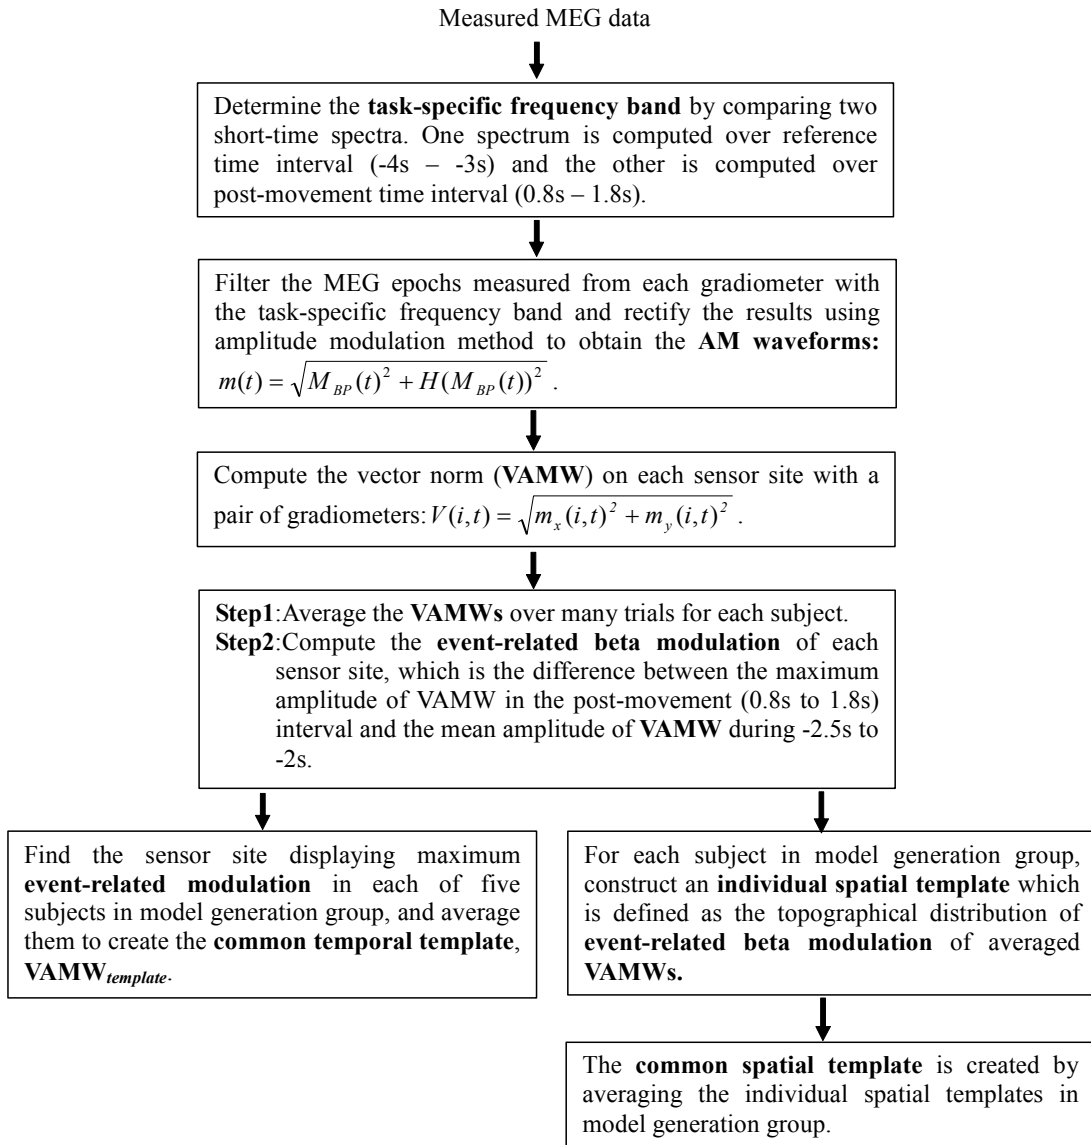 Measured MEG data
Determine the task-specific frequency band by comparing two
short-time spectra. One spectrum is computed over reference
time interval (-4s – -3s) and the other is computed over
post-movement time interval (0.8s – 1.8s).
Filter the MEG epochs measured from each gradiometer with
the task-specific frequency band and rectify the results using
amplitude modulation method to obtain the AM waveforms:
m(t) = √(M_BP(t)² + H(M_BP(t))²) .
Compute the vector norm (VAMW) on each sensor site with a
pair of gradiometers: V(i,t) = √(m_x(i,t)² + m_y(i,t)²) .
Step1:Average the VAMWs over many trials for each subject.
Step2:Compute the event-related beta modulation of each
sensor site, which is the difference between the maximum
amplitude of VAMW in the post-movement (0.8s to 1.8s)
interval and the mean amplitude of VAMW during -2.5s to
-2s.
Find the sensor site displaying maximum
event-related modulation in each of five
subjects in model generation group, and average
them to create the common temporal template,
VAMW_template.
For each subject in model generation group,
construct an individual spatial template which
is defined as the topographical distribution of
event-related beta modulation of averaged
VAMWs.
The common spatial template is created by
averaging the individual spatial templates in
model generation group.